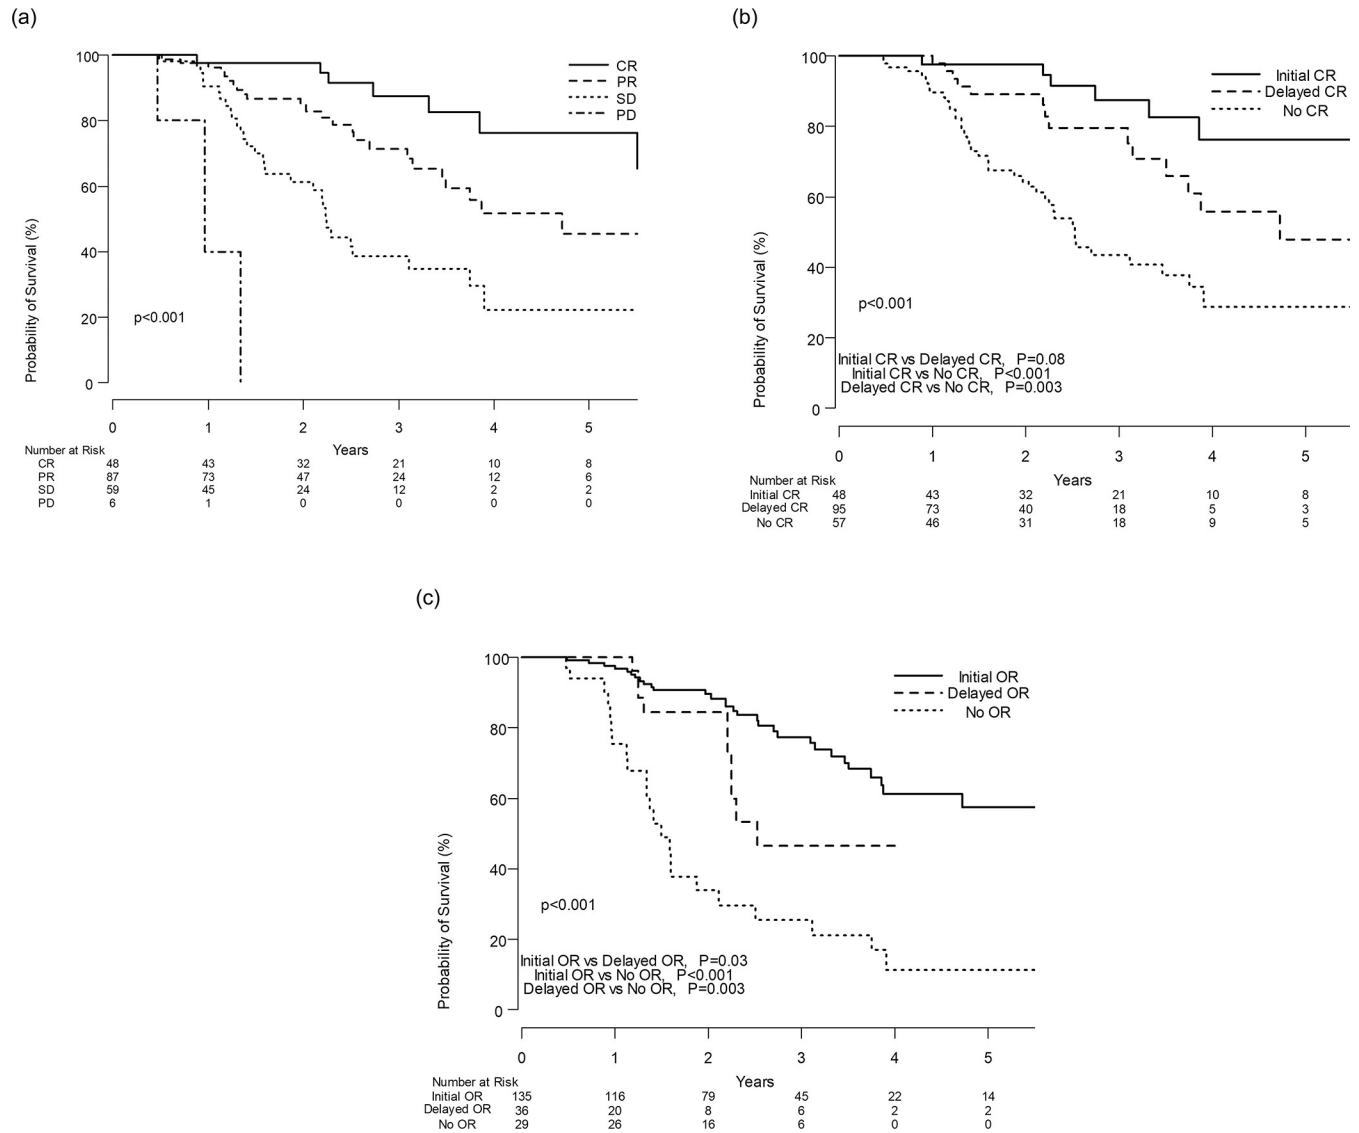 (a)
Probability of Survival (%)
100
80
60
40
20
0
CR
PR
SD
PD
p<0.001
0 1 2 3 4 5
Years
Number at Risk
CR 48 43 32 21 10 8
PR 87 73 47 24 12 6
SD 59 45 24 12 2 2
PD 6 1 0 0 0 0
(b)
Probability of Survival (%)
100
80
60
40
20
0
Initial CR
Delayed CR
No CR
p<0.001
Initial CR vs Delayed CR, P=0.08
Initial CR vs No CR, P<0.001
Delayed CR vs No CR, P=0.003
0 1 2 3 4 5
Years
Number at Risk
Initial CR 48 43 32 21 10 8
Delayed CR 95 73 40 18 5 3
No CR 57 46 31 18 9 5
(c)
Probability of Survival (%)
100
80
60
40
20
0
Initial OR
Delayed OR
No OR
p<0.001
Initial OR vs Delayed OR, P=0.03
Initial OR vs No OR, P<0.001
Delayed OR vs No OR, P=0.003
0 1 2 3 4 5
Years
Number at Risk
Initial OR 135 116 79 45 22 14
Delayed OR 36 20 8 6 2 2
No OR 29 26 16 6 0 0